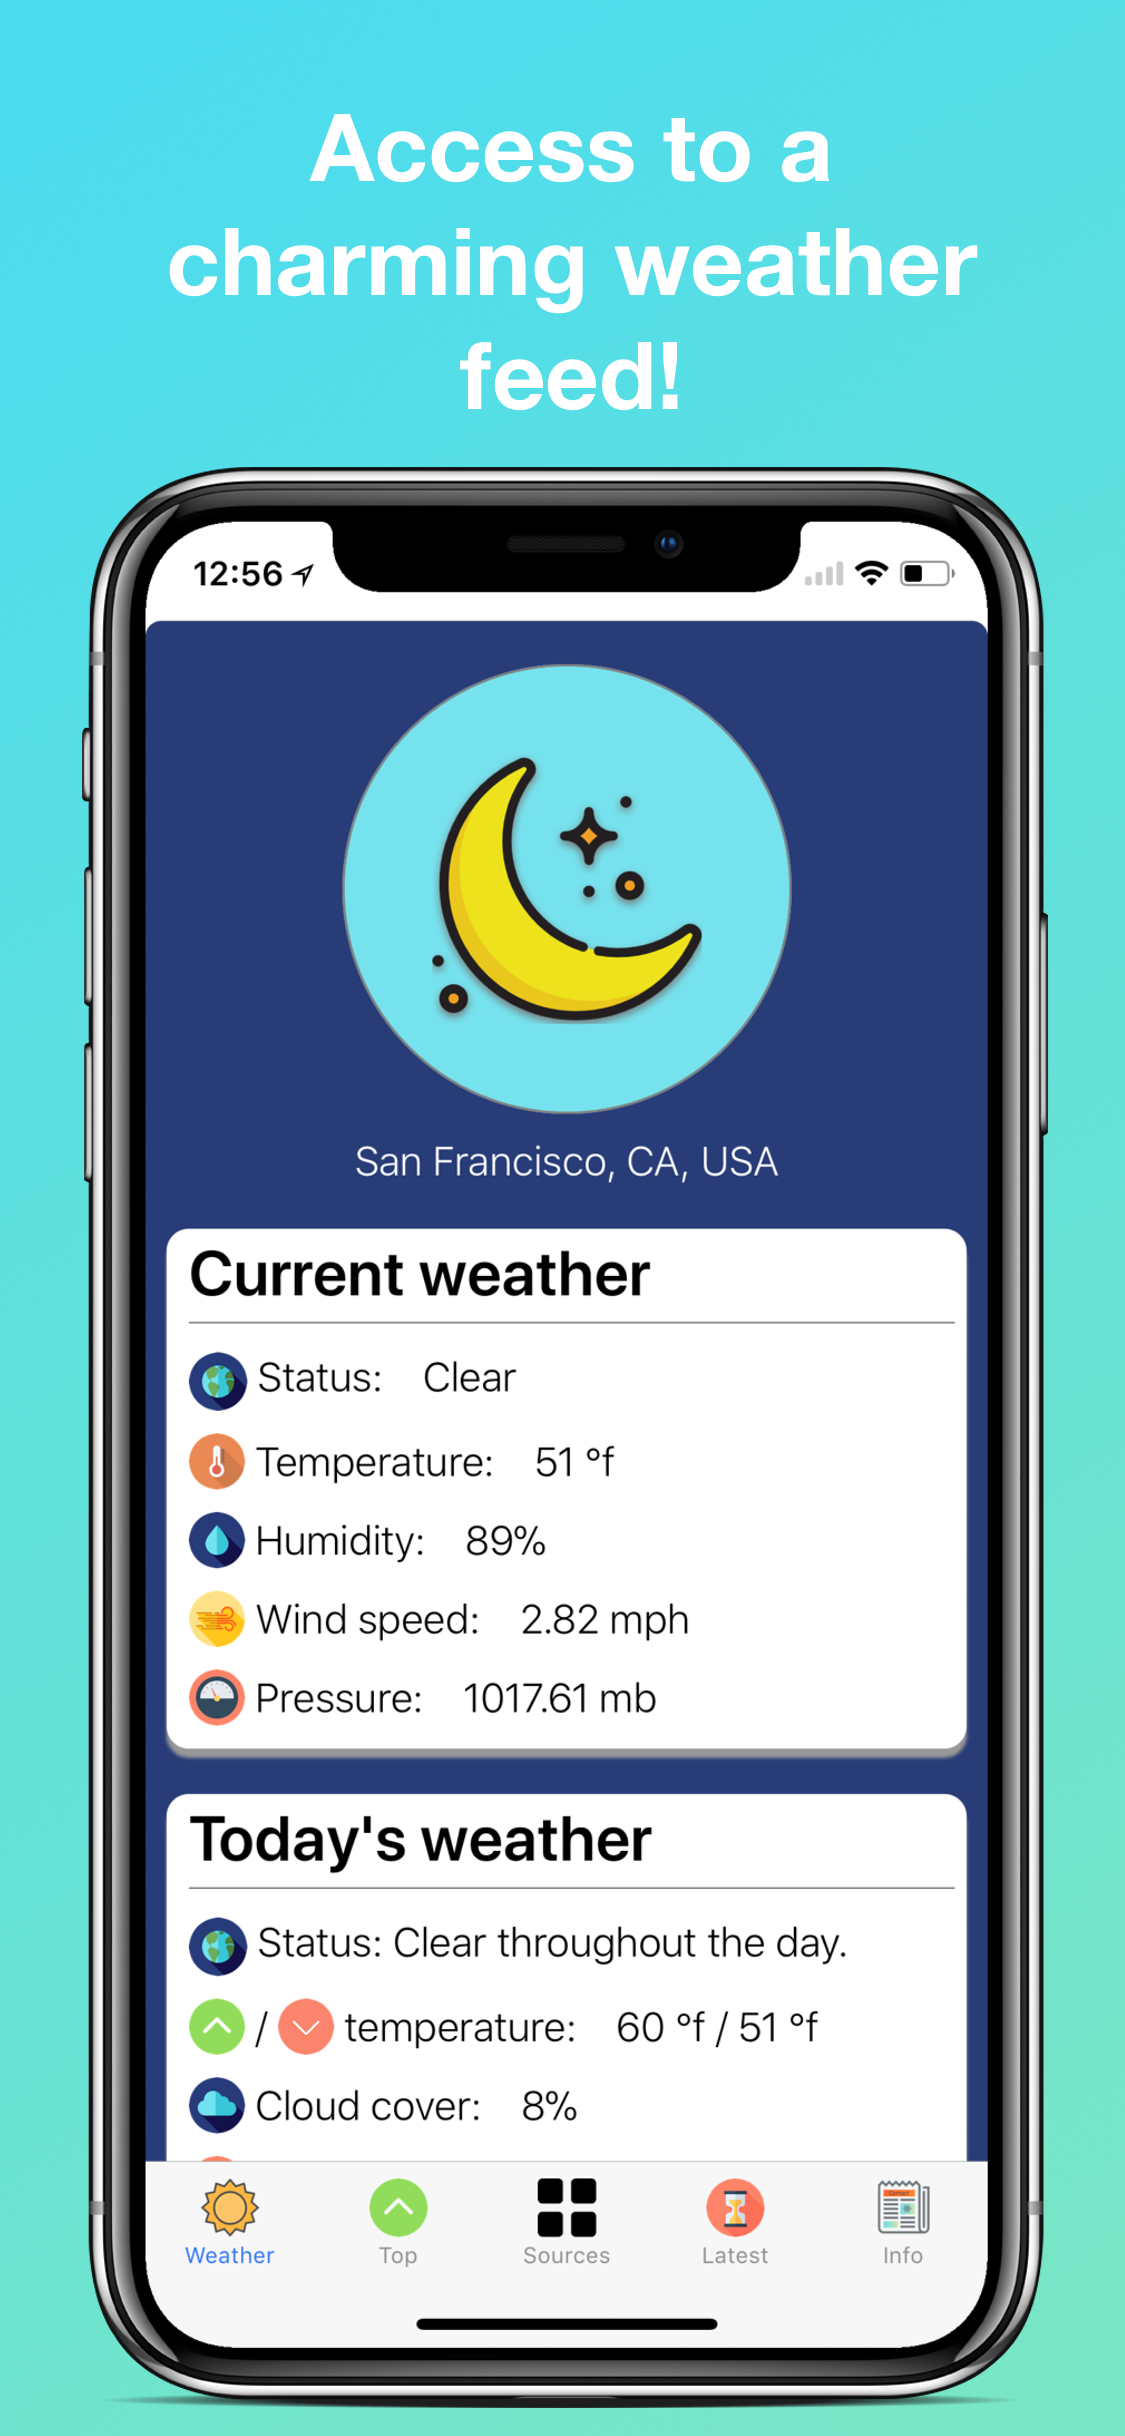 Access to a
charming weather
feed!
12:56
San Francisco, CA, USA
Current weather
Status: Clear
Temperature: 51 °f
Humidity: 89%
Wind speed: 2.82 mph
Pressure: 1017.61 mb
Today's weather
Status: Clear throughout the day.
/ temperature: 60 °f / 51 °f
Cloud cover: 8%
Weather Top Sources Latest Info